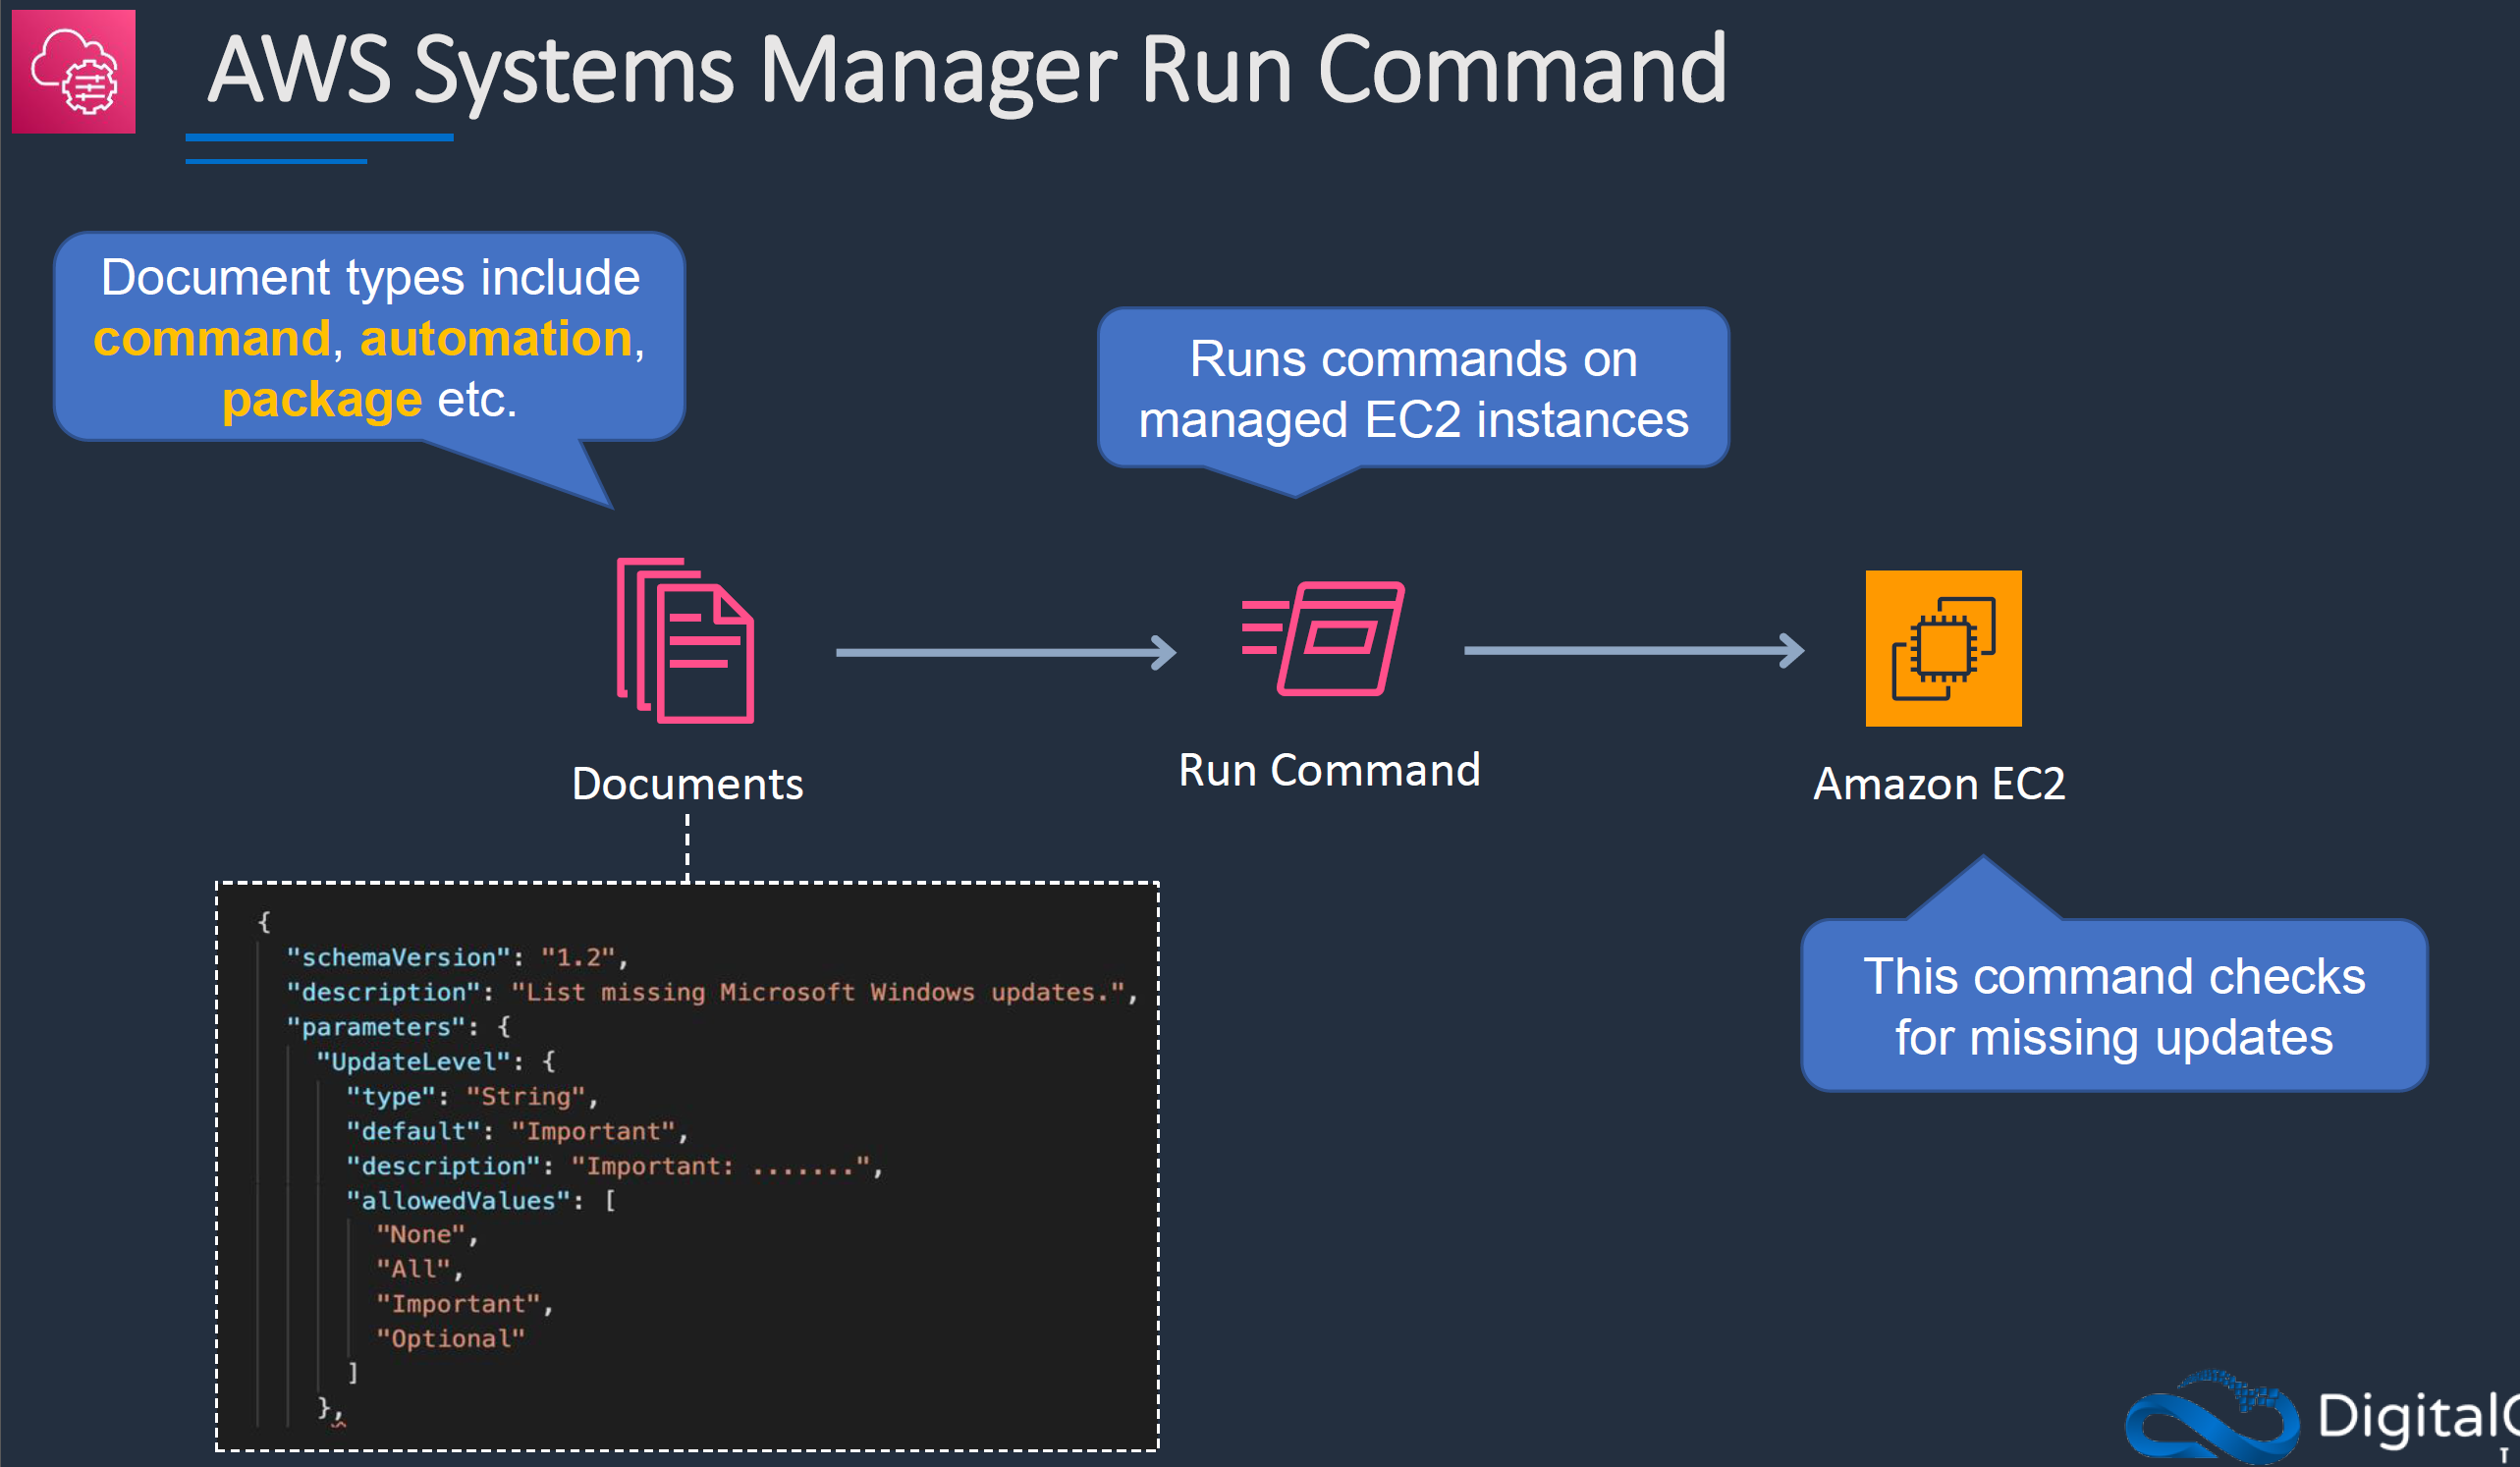 AWS Systems Manager Run Command
Document types include
command, automation,
package etc.
Runs commands on
managed EC2 instances
Documents
Run Command
Amazon EC2
{
"schemaVersion": "1.2",
"description": "List missing Microsoft Windows updates.",
"parameters": {
"UpdateLevel": {
"type": "String",
"default": "Important",
"description": "Important: .......",
"allowedValues": [
"None",
"All",
"Important",
"Optional"
]
},
This command checks
for missing updates
Digital